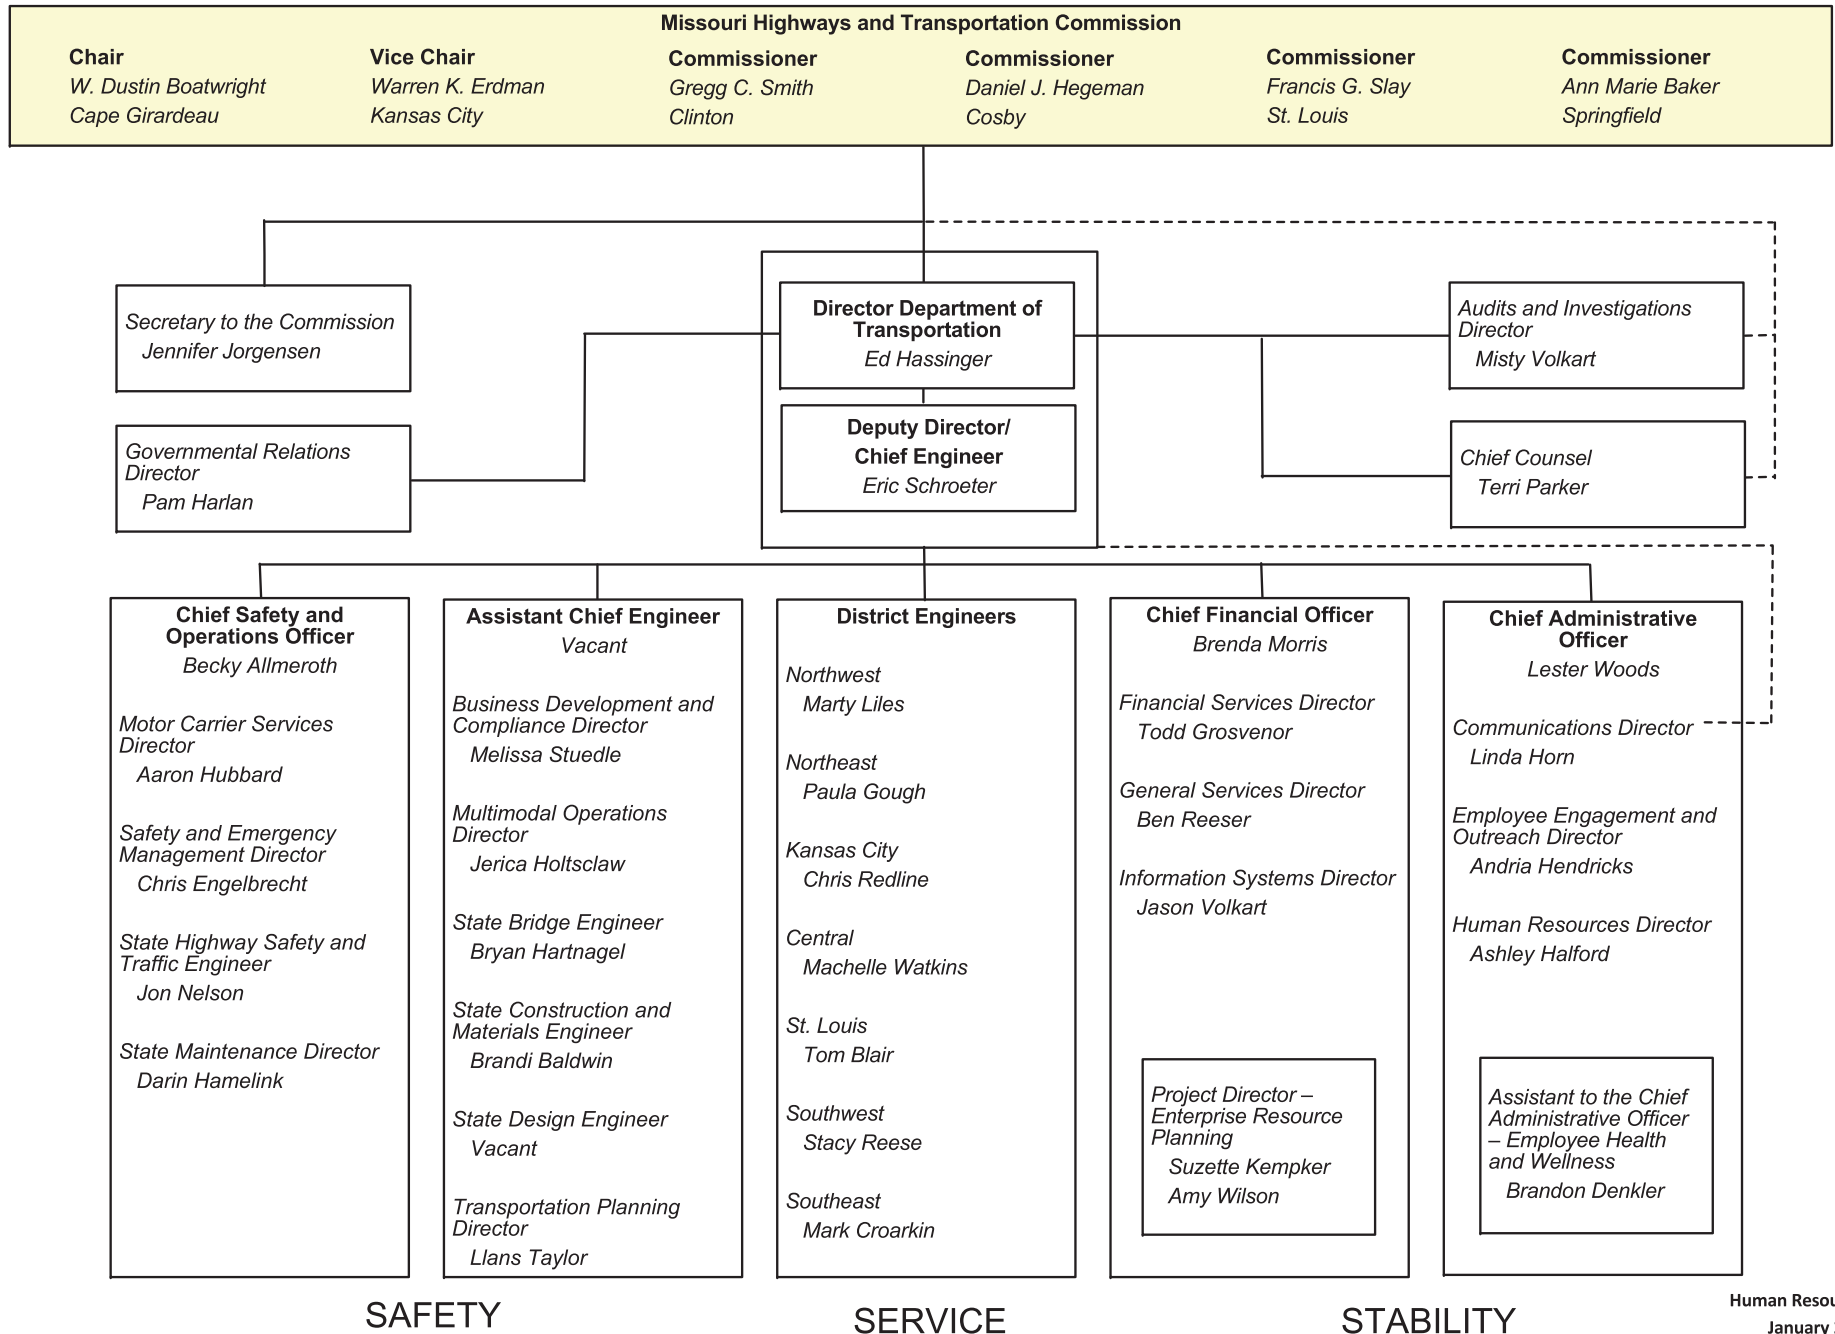 Missouri Highways and Transportation Commission
Chair
W. Dustin Boatwright
Cape Girardeau
Vice Chair
Warren K. Erdman
Kansas City
Commissioner
Gregg C. Smith
Clinton
Commissioner
Daniel J. Hegeman
Cosby
Commissioner
Francis G. Slay
St. Louis
Commissioner
Ann Marie Baker
Springfield
Secretary to the Commission
Jennifer Jorgensen
Director Department of
Transportation
Ed Hassinger
Audits and Investigations
Director
Misty Volkart
Governmental Relations
Director
Pam Harlan
Deputy Director/
Chief Engineer
Eric Schroeter
Chief Counsel
Terri Parker
Chief Safety and
Operations Officer
Becky Allmeroth
Motor Carrier Services
Director
Aaron Hubbard
Safety and Emergency
Management Director
Chris Engelbrecht
State Highway Safety and
Traffic Engineer
Jon Nelson
State Maintenance Director
Darin Hamelink
Assistant Chief Engineer
Vacant
Business Development and
Compliance Director
Melissa Stuedle
Multimodal Operations
Director
Jerica Holtsclaw
State Bridge Engineer
Bryan Hartnagel
State Construction and
Materials Engineer
Brandi Baldwin
State Design Engineer
Vacant
Transportation Planning
Director
Llans Taylor
District Engineers
Northwest
Marty Liles
Northeast
Paula Gough
Kansas City
Chris Redline
Central
Machelle Watkins
St. Louis
Tom Blair
Southwest
Stacy Reese
Southeast
Mark Croarkin
Chief Financial Officer
Brenda Morris
Financial Services Director
Todd Grosvenor
General Services Director
Ben Reeser
Information Systems Director
Jason Volkart
Project Director –
Enterprise Resource
Planning
Suzette Kempker
Amy Wilson
Chief Administrative
Officer
Lester Woods
Communications Director
Linda Horn
Employee Engagement and
Outreach Director
Andria Hendricks
Human Resources Director
Ashley Halford
Assistant to the Chief
Administrative Officer
– Employee Health
and Wellness
Brandon Denkler
SAFETY
SERVICE
STABILITY
Human
January